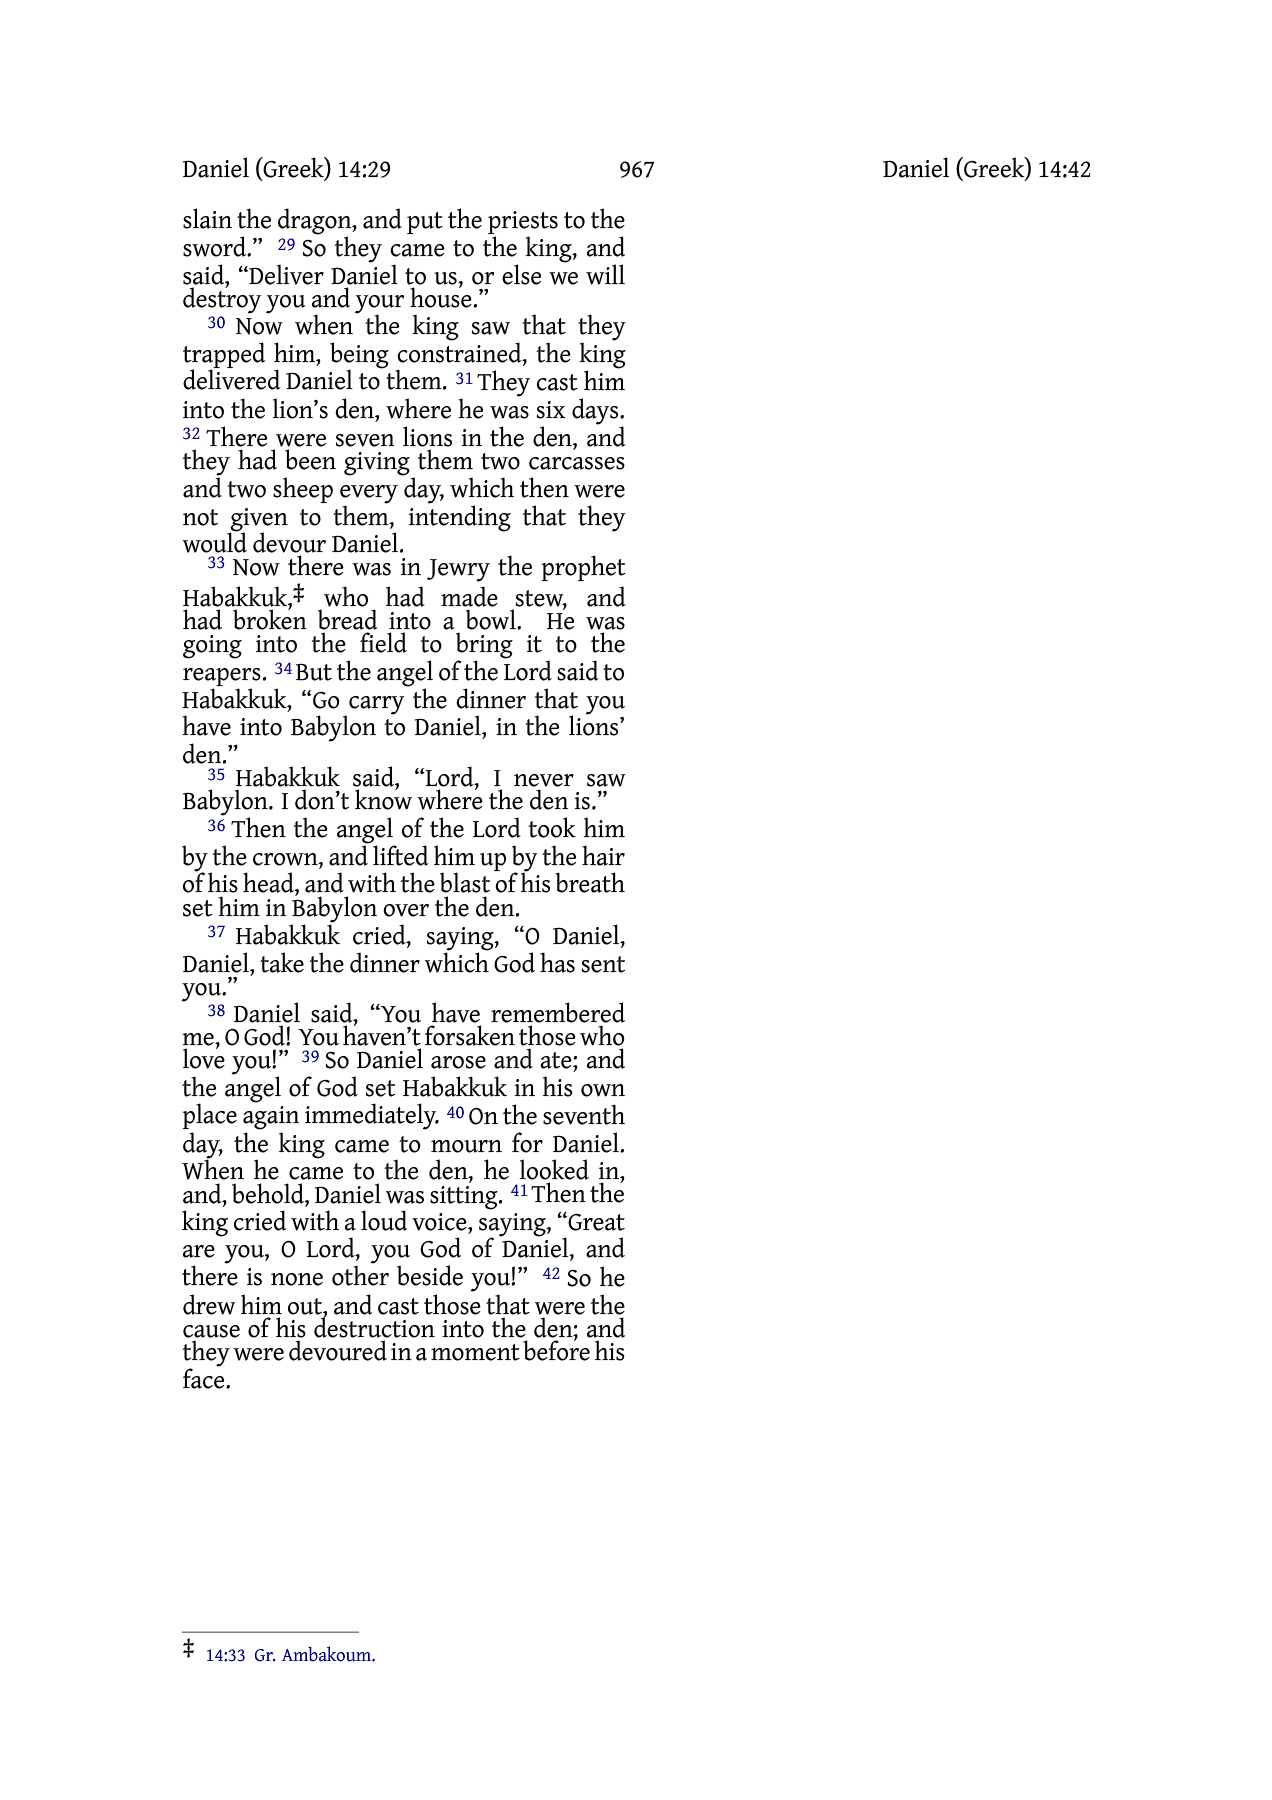 Daniel (Greek) 14:29 967 Daniel (Greek) 14:42
slain the dragon, and put the priests to the
sword.” 29 So they came to the king, and
said, “Deliver Daniel to us, or else we will
destroy you and your house.”
30 Now when the king saw that they
trapped him, being constrained, the king
delivered Daniel to them. 31 They cast him
into the lion’s den, where he was six days.
32 There were seven lions in the den, and
they had been giving them two carcasses
and two sheep every day, which then were
not given to them, intending that they
would devour Daniel.
33 Now there was in Jewry the prophet
Habakkuk,‡ who had made stew, and
had broken bread into a bowl. He was
going into the field to bring it to the
reapers. 34 But the angel of the Lord said to
Habakkuk, “Go carry the dinner that you
have into Babylon to Daniel, in the lions’
den.”
35 Habakkuk said, “Lord, I never saw
Babylon. I don’t know where the den is.”
36 Then the angel of the Lord took him
by the crown, and lifted him up by the hair
of his head, and with the blast of his breath
set him in Babylon over the den.
37 Habakkuk cried, saying, “O Daniel,
Daniel, take the dinner which God has sent
you.”
38 Daniel said, “You have remembered
me, O God! You haven’t forsaken those who
love you!” 39 So Daniel arose and ate; and
the angel of God set Habakkuk in his own
place again immediately. 40 On the seventh
day, the king came to mourn for Daniel.
When he came to the den, he looked in,
and, behold, Daniel was sitting. 41 Then the
king cried with a loud voice, saying, “Great
are you, O Lord, you God of Daniel, and
there is none other beside you!” 42 So he
drew him out, and cast those that were the
cause of his destruction into the den; and
they were devoured in a moment before his
face.
‡ 14:33 Gr. Ambakoum.